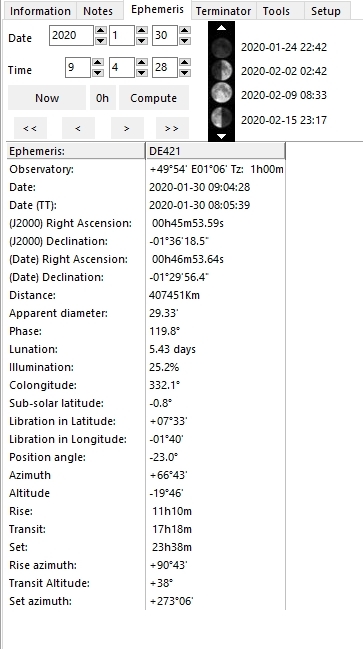 Information Notes Ephemeris Terminator Tools Setup
Date 2020 1 30
2020-01-24 22:42
Time 9 4 28
2020-02-02 02:42
2020-02-09 08:33
Now 0h Compute
2020-02-15 23:17
<< < > >>
Ephemeris: DE421
Observatory: +49°54' E01°06' Tz: 1h00m
Date: 2020-01-30 09:04:28
Date (TT): 2020-01-30 08:05:39
(J2000) Right Ascension: 00h45m53.59s
(J2000) Declination: -01°36'18.5"
(Date) Right Ascension: 00h46m53.64s
(Date) Declination: -01°29'56.4"
Distance: 407451Km
Apparent diameter: 29.33'
Phase: 119.8°
Lunation: 5.43 days
Illumination: 25.2%
Colongitude: 332.1°
Sub-solar latitude: -0.8°
Libration in Latitude: +07°33'
Libration in Longitude: -01°40'
Position angle: -23.0°
Azimuth +66°43'
Altitude -19°46'
Rise: 11h10m
Transit: 17h18m
Set: 23h38m
Rise azimuth: +90°43'
Transit Altitude: +38°
Set azimuth: +273°06'